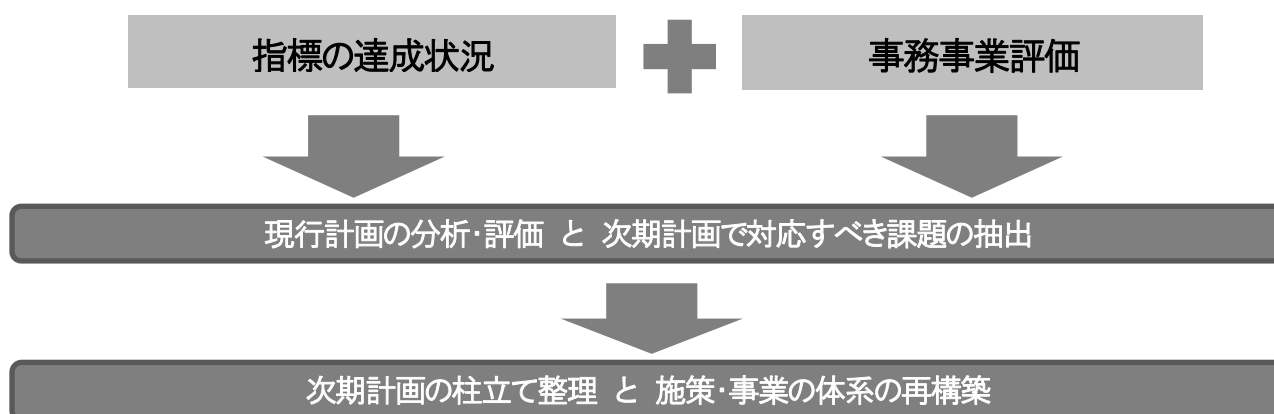 指標の達成状況
事務事業評価
現行計画の分析・評価 と 次期計画で対応すべき課題の抽出
次期計画の柱立て整理 と 施策・事業の体系の再構築